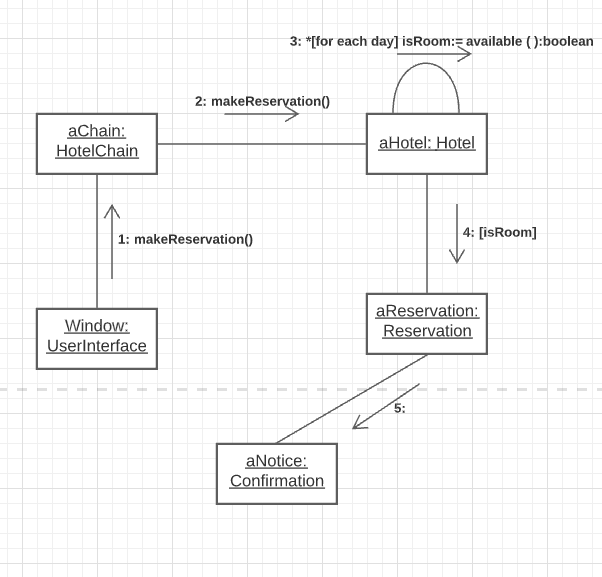 3: *[for each day] isRoom:= available ( ):boolean
2: makeReservation()
aChain:
HotelChain
aHotel: Hotel
1: makeReservation()
4: [isRoom]
Window:
UserInterface
aReservation:
Reservation
5:
aNotice:
Confirmation